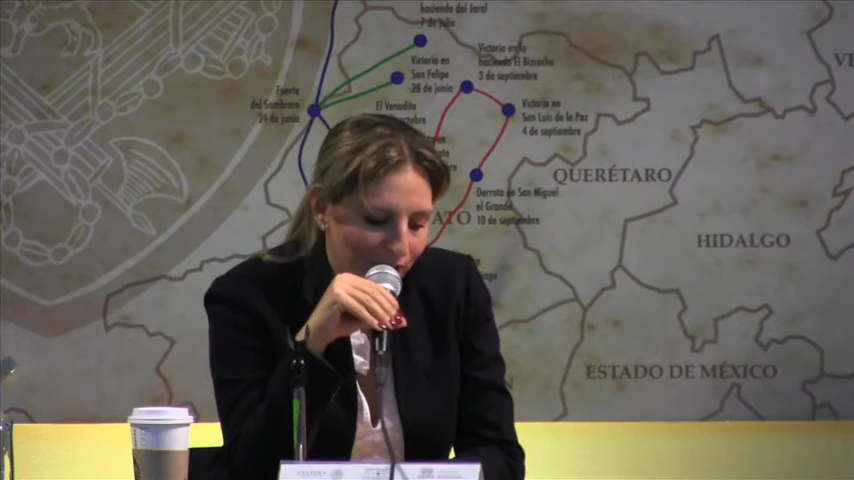 hacienda del Jaral
7 de julio
Victoria en
San Felipe
28 de junio
Victoria en la
hacienda El Bizcocho
3 de septiembre
Fuerte
del Sombrero
24 de junio
El Venadito
Victoria en
San Luis de la Paz
4 de septiembre
QUERÉTARO
Derrota en San Miguel
el Grande
10 de septiembre
HIDALGO
ESTADO DE MÉXICO
CULTURA